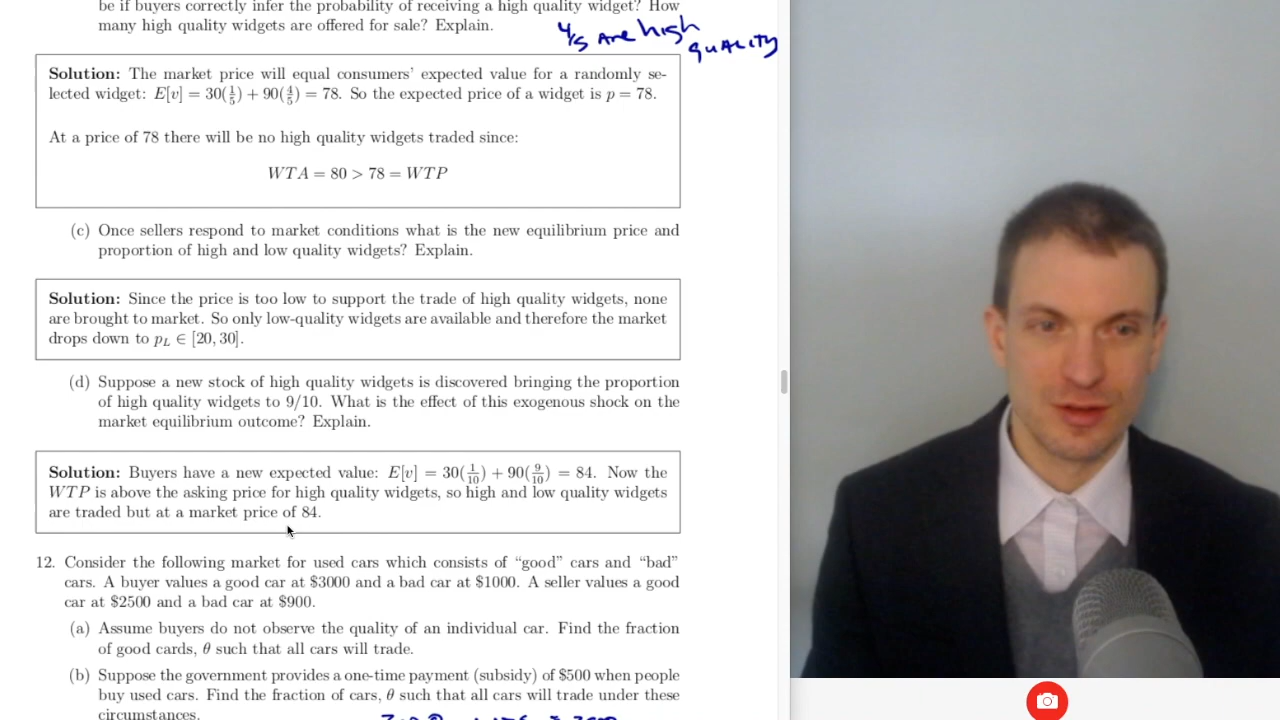 be if buyers correctly infer the probability of receiving a high quality widget? How
many high quality widgets are offered for sale? Explain.
4/5 are high
quality
Solution: The market price will equal consumers' expected value for a randomly se-
lected widget: E[v] = 30(1/5) + 90(4/5) = 78. So the expected price of a widget is p = 78.
At a price of 78 there will be no high quality widgets traded since:
WTA = 80 > 78 = WTP
(c) Once sellers respond to market conditions what is the new equilibrium price and
proportion of high and low quality widgets? Explain.
Solution: Since the price is too low to support the trade of high quality widgets, none
are brought to market. So only low-quality widgets are available and therefore the market
drops down to pL ∈ [20, 30].
(d) Suppose a new stock of high quality widgets is discovered bringing the proportion
of high quality widgets to 9/10. What is the effect of this exogenous shock on the
market equilibrium outcome? Explain.
Solution: Buyers have a new expected value: E[v] = 30(1/10) + 90(9/10) = 84. Now the
WTP is above the asking price for high quality widgets, so high and low quality widgets
are traded but at a market price of 84.
12. Consider the following market for used cars which consists of "good" cars and "bad"
cars. A buyer values a good car at $3000 and a bad car at $1000. A seller values a good
car at $2500 and a bad car at $900.
(a) Assume buyers do not observe the quality of an individual car. Find the fraction
of good cards, θ such that all cars will trade.
(b) Suppose the government provides a one-time payment (subsidy) of $500 when people
buy used cars. Find the fraction of cars, θ such that all cars will trade under these
circumstances.